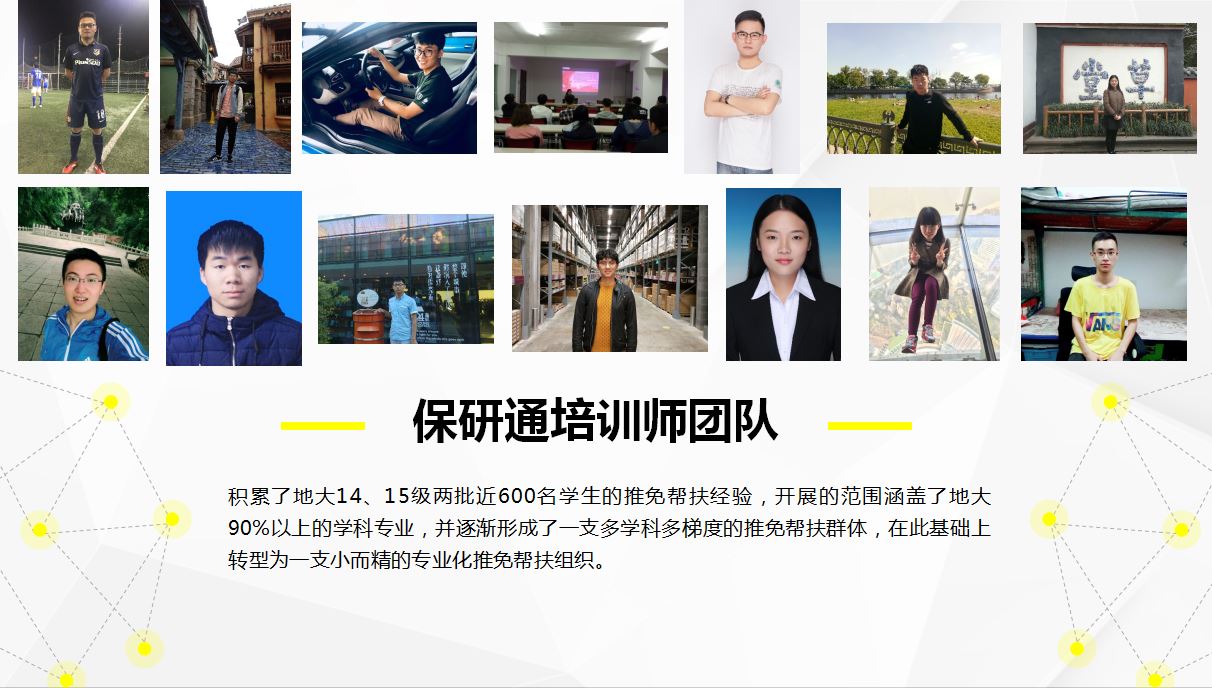 18
VANS
保研通培训师团队
积累了地大14、15级两批近600名学生的推免帮扶经验，开展的范围涵盖了地大
90%以上的学科专业，并逐渐形成了一支多学科多梯度的推免帮扶群体，在此基础上
转型为一支小而精的专业化推免帮扶组织。